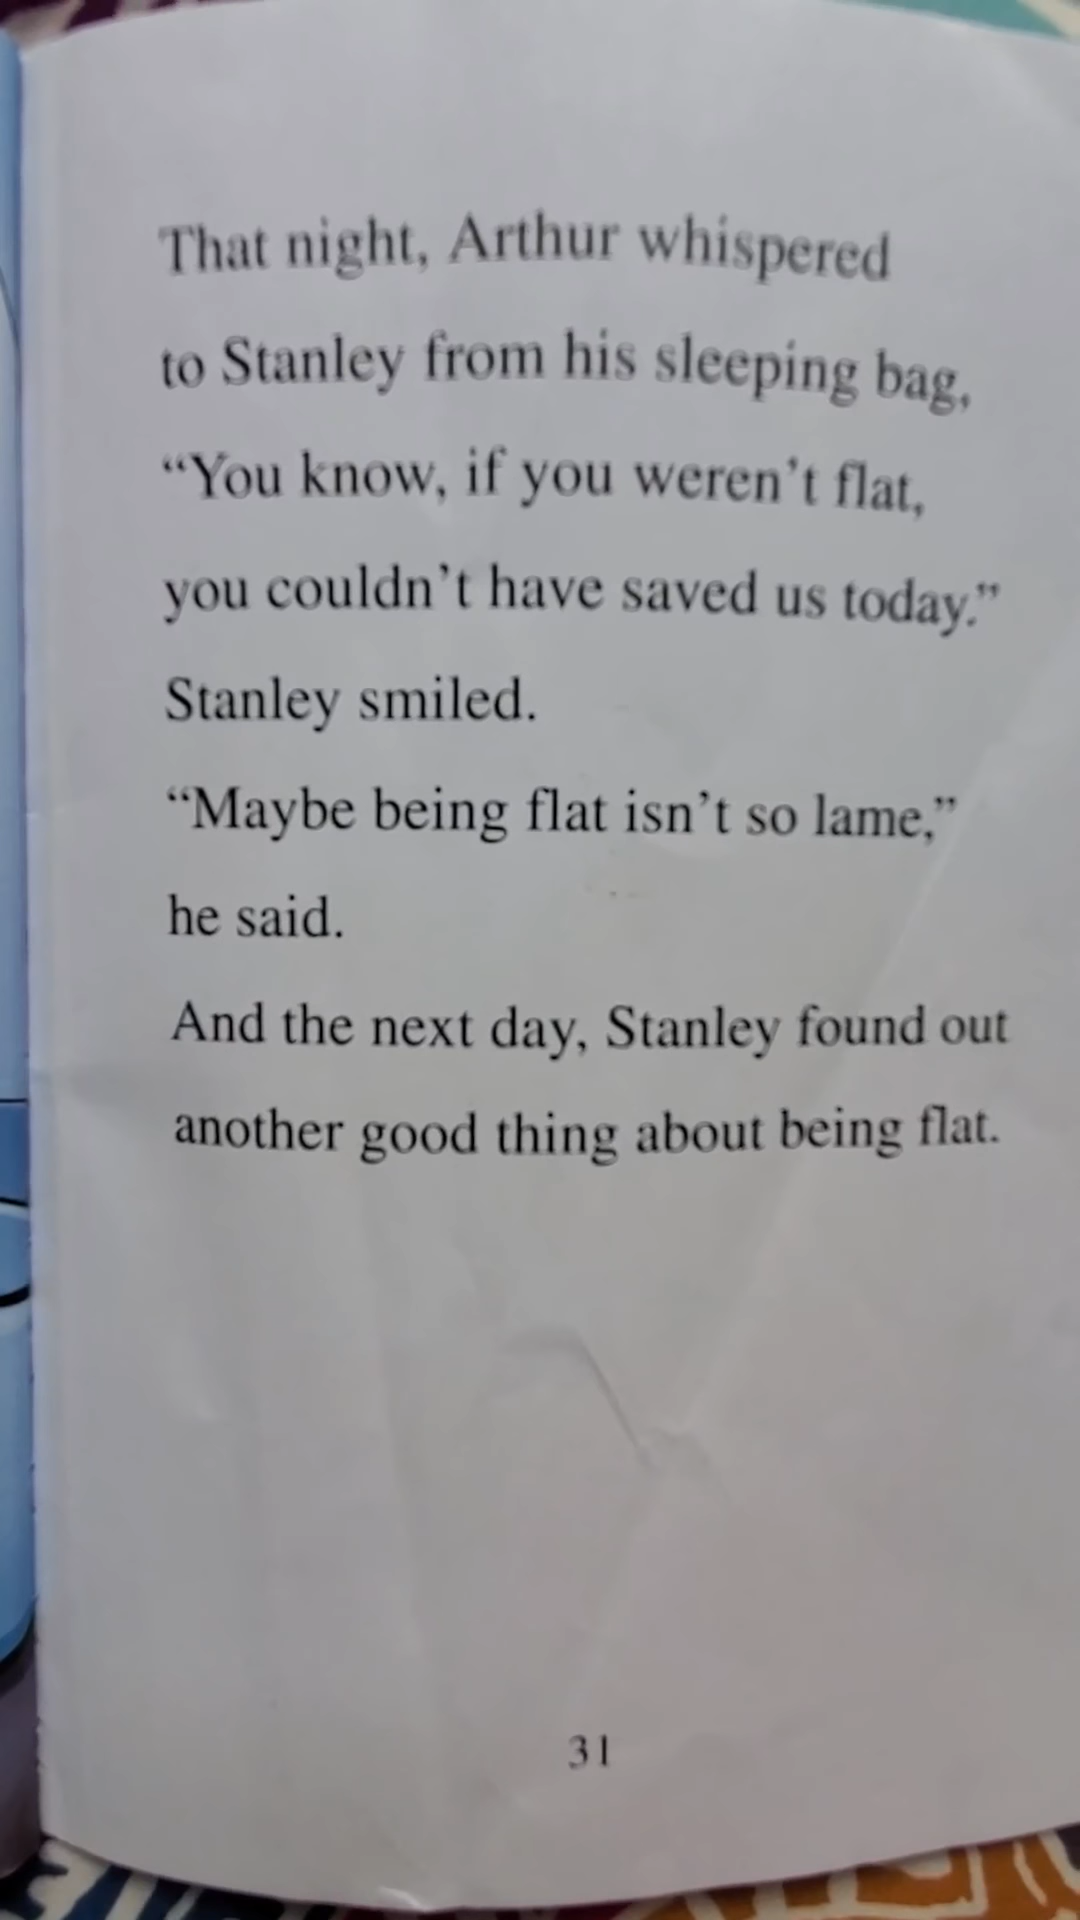 That night, Arthur whispered
to Stanley from his sleeping bag,
“You know, if you weren’t flat,
you couldn’t have saved us today.”
Stanley smiled.
“Maybe being flat isn’t so lame,”
he said.
And the next day, Stanley found out
another good thing about being flat.
31